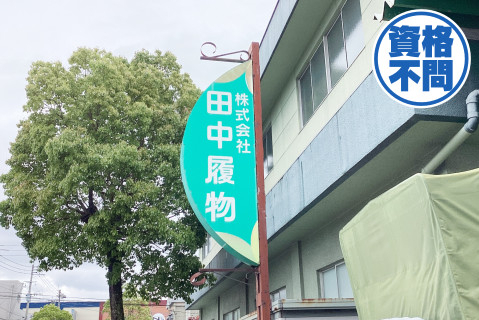 株式会社
田中履物
資格
不問